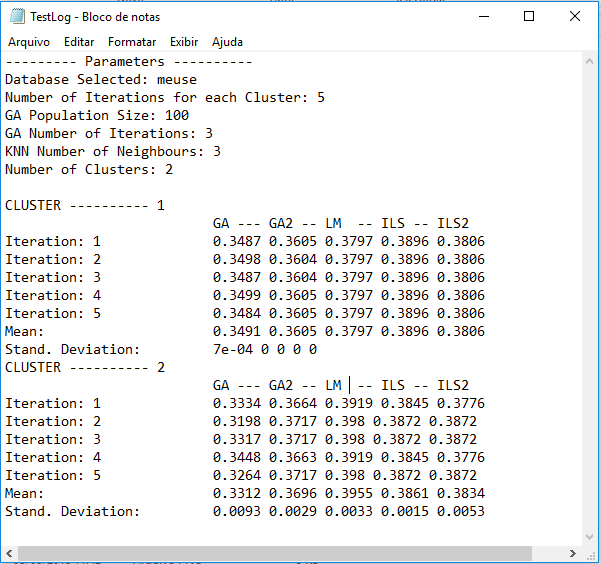 TestLog - Bloco de notas
Arquivo Editar Formatar Exibir Ajuda
--------- Parameters ----------
Database Selected: meuse
Number of Iterations for each Cluster: 5
GA Population Size: 100
GA Number of Iterations: 3
KNN Number of Neighbours: 3
Number of Clusters: 2
CLUSTER ---------- 1
GA --- GA2 -- LM  -- ILS -- ILS2
Iteration: 1 0.3487 0.3605 0.3797 0.3896 0.3806
Iteration: 2 0.3498 0.3604 0.3797 0.3896 0.3806
Iteration: 3 0.3487 0.3604 0.3797 0.3896 0.3806
Iteration: 4 0.3499 0.3605 0.3797 0.3896 0.3806
Iteration: 5 0.3484 0.3605 0.3797 0.3896 0.3806
Mean: 0.3491 0.3605 0.3797 0.3896 0.3806
Stand. Deviation: 7e-04 0 0 0 0
CLUSTER ---------- 2
GA --- GA2 -- LM  -- ILS -- ILS2
Iteration: 1 0.3334 0.3664 0.3919 0.3845 0.3776
Iteration: 2 0.3198 0.3717 0.398 0.3872 0.3872
Iteration: 3 0.3317 0.3717 0.398 0.3872 0.3872
Iteration: 4 0.3448 0.3663 0.3919 0.3845 0.3776
Iteration: 5 0.3264 0.3717 0.398 0.3872 0.3872
Mean: 0.3312 0.3696 0.3955 0.3861 0.3834
Stand. Deviation: 0.0093 0.0029 0.0033 0.0015 0.0053